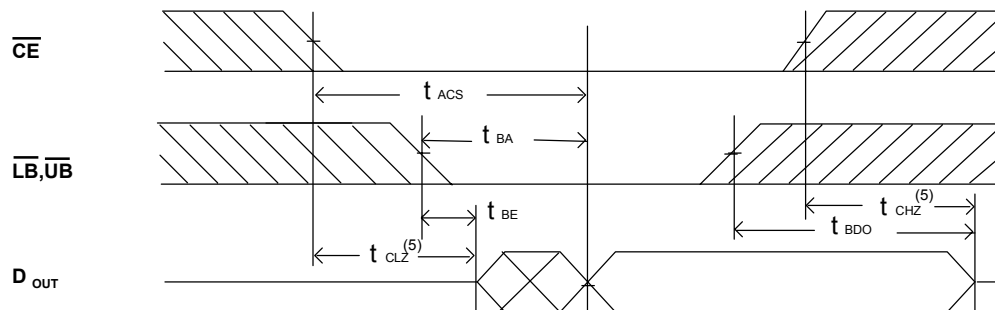 CE
t ACS
t BA
LB,UB
t BE
t CHZ(5)
t BDO
t CLZ(5)
D OUT